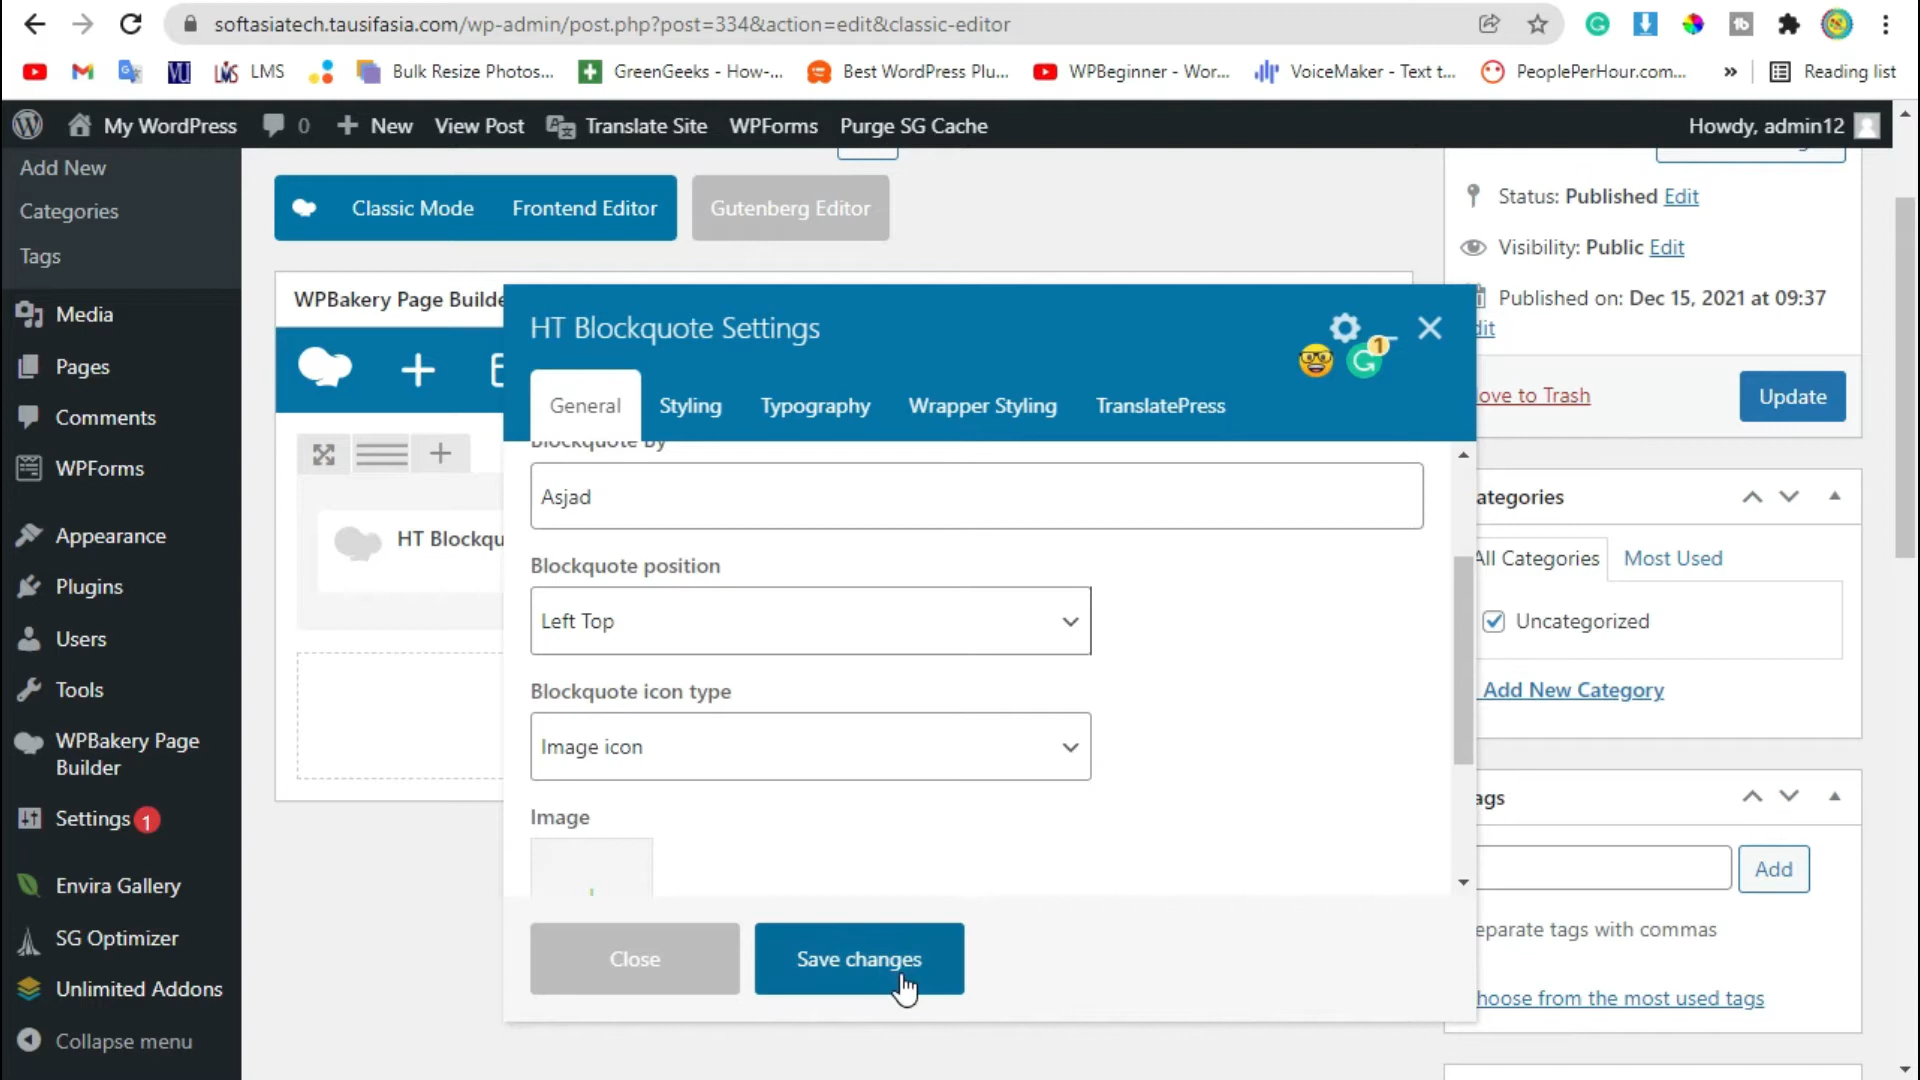 softasiatech.tausifasia.com/wp-admin/post.php?post=334&action=edit&classic-editor
LMS
Bulk Resize Photos...
GreenGeeks - How-...
Best WordPress Plu...
WPBeginner - Wor...
VoiceMaker - Text t...
PeoplePerHour.com...
»
Reading list
My WordPress
0
New
View Post
Translate Site
WPForms
Purge SG Cache
Howdy, admin12
Add New
Categories
Tags
Media
Pages
Comments
WPForms
Appearance
Plugins
Users
Tools
WPBakery Page
Builder
Settings 1
Envira Gallery
SG Optimizer
Unlimited Addons
Collapse menu
Classic Mode
Frontend Editor
Gutenberg Editor
WPBakery Page Builde
HT Blockqu
HT Blockquote Settings
1
General
Styling
Typography
Wrapper Styling
TranslatePress
Blockquote By
Asjad
Blockquote position
Left Top
Blockquote icon type
Image icon
Image
Close
Save changes
Status: Published Edit
Visibility: Public Edit
Published on: Dec 15, 2021 at 09:37
dit
ove to Trash
Update
ategories
All Categories
Most Used
Uncategorized
Add New Category
ags
Add
eparate tags with commas
hoose from the most used tags